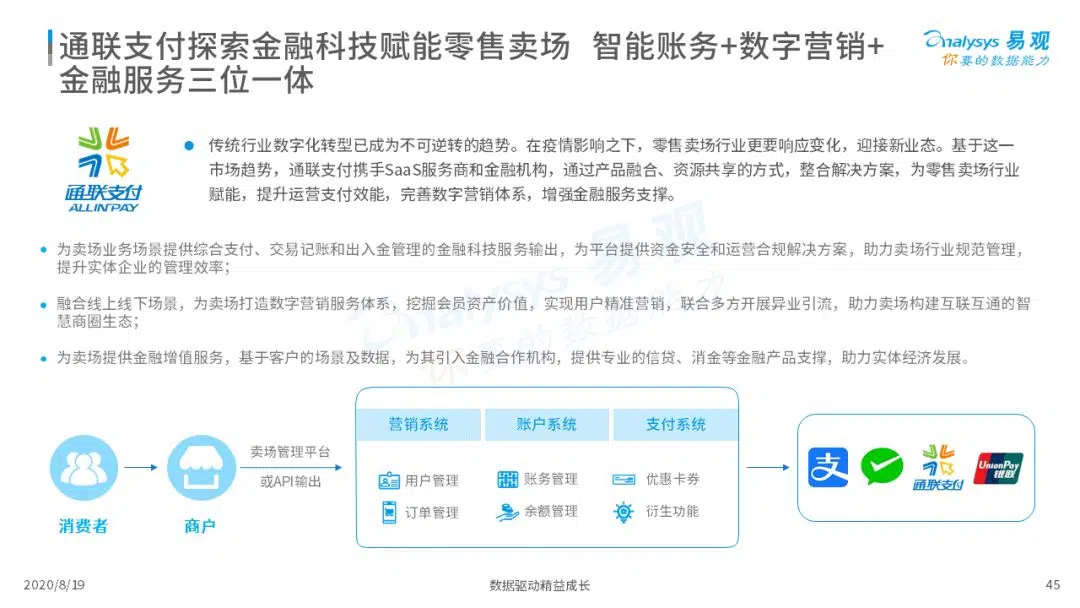 通联支付探索金融科技赋能零售卖场 智能账务+数字营销+
金融服务三位一体
analysys 易观
你要的数据能力
通联支付
ALLINPAY
传统行业数字化转型已成为不可逆转的趋势。在疫情影响之下，零售卖场行业更要响应变化，迎接新业态。基于这一
市场趋势，通联支付携手SaaS服务商和金融机构，通过产品融合、资源共享的方式，整合解决方案，为零售卖场行业
赋能，提升运营支付效能，完善数字营销体系，增强金融服务支撑。
为卖场业务场景提供综合支付、交易记账和出入金管理的金融科技服务输出，为平台提供资金安全和运营合规解决方案，助力卖场行业规范管理，
提升实体企业的管理效率；
融合线上线下场景，为卖场打造数字营销服务体系，挖掘会员资产价值，实现用户精准营销，联合多方开展异业引流，助力卖场构建互联互通的智
慧商圈生态；
为卖场提供金融增值服务，基于客户的场景及数据，为其引入金融合作机构，提供专业的信贷、消金等金融产品支撑，助力实体经济发展。
analysys 易观
你要的数据能力
营销系统 账户系统 支付系统
卖场管理平台
或API输出
用户管理 账务管理 优惠卡券
订单管理 余额管理 衍生功能
支
通联支付
UnionPay
银联
消费者 商户
2020/8/19 数据驱动精益成长 45